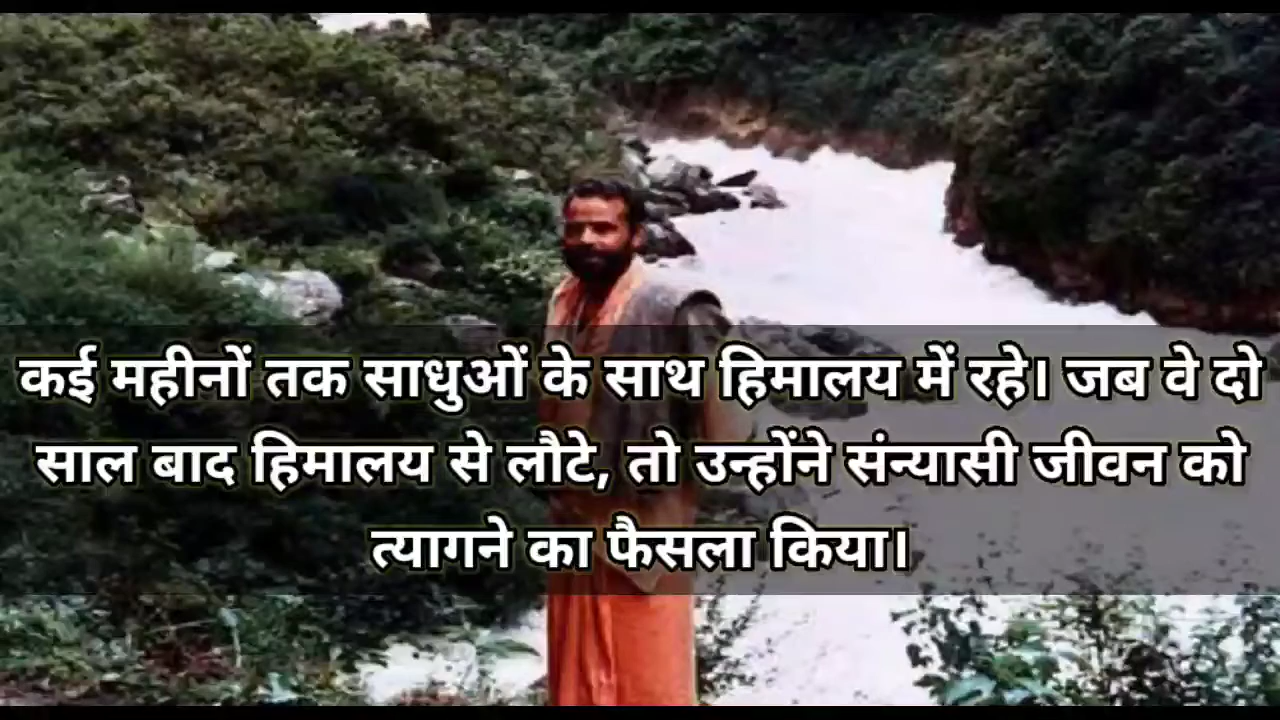 कई महीनों तक साधुओं के साथ हिमालय में रहे। जब वे दो
साल बाद हिमालय से लौटे, तो उन्होंने संन्यासी जीवन को
त्यागने का फैसला किया।